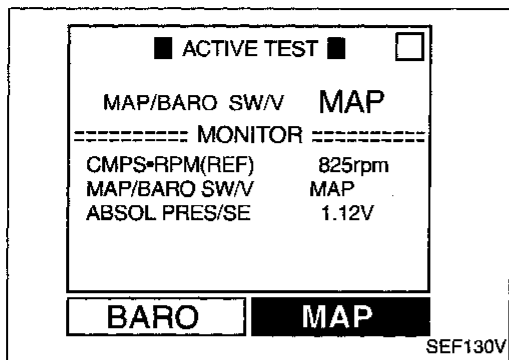 ■ ACTIVE TEST ■
MAP/BARO SW/V MAP
========== MONITOR ==========
CMPS•RPM(REF) 825rpm
MAP/BARO SW/V MAP
ABSOL PRES/SE 1.12V
BARO MAP
SEF130V